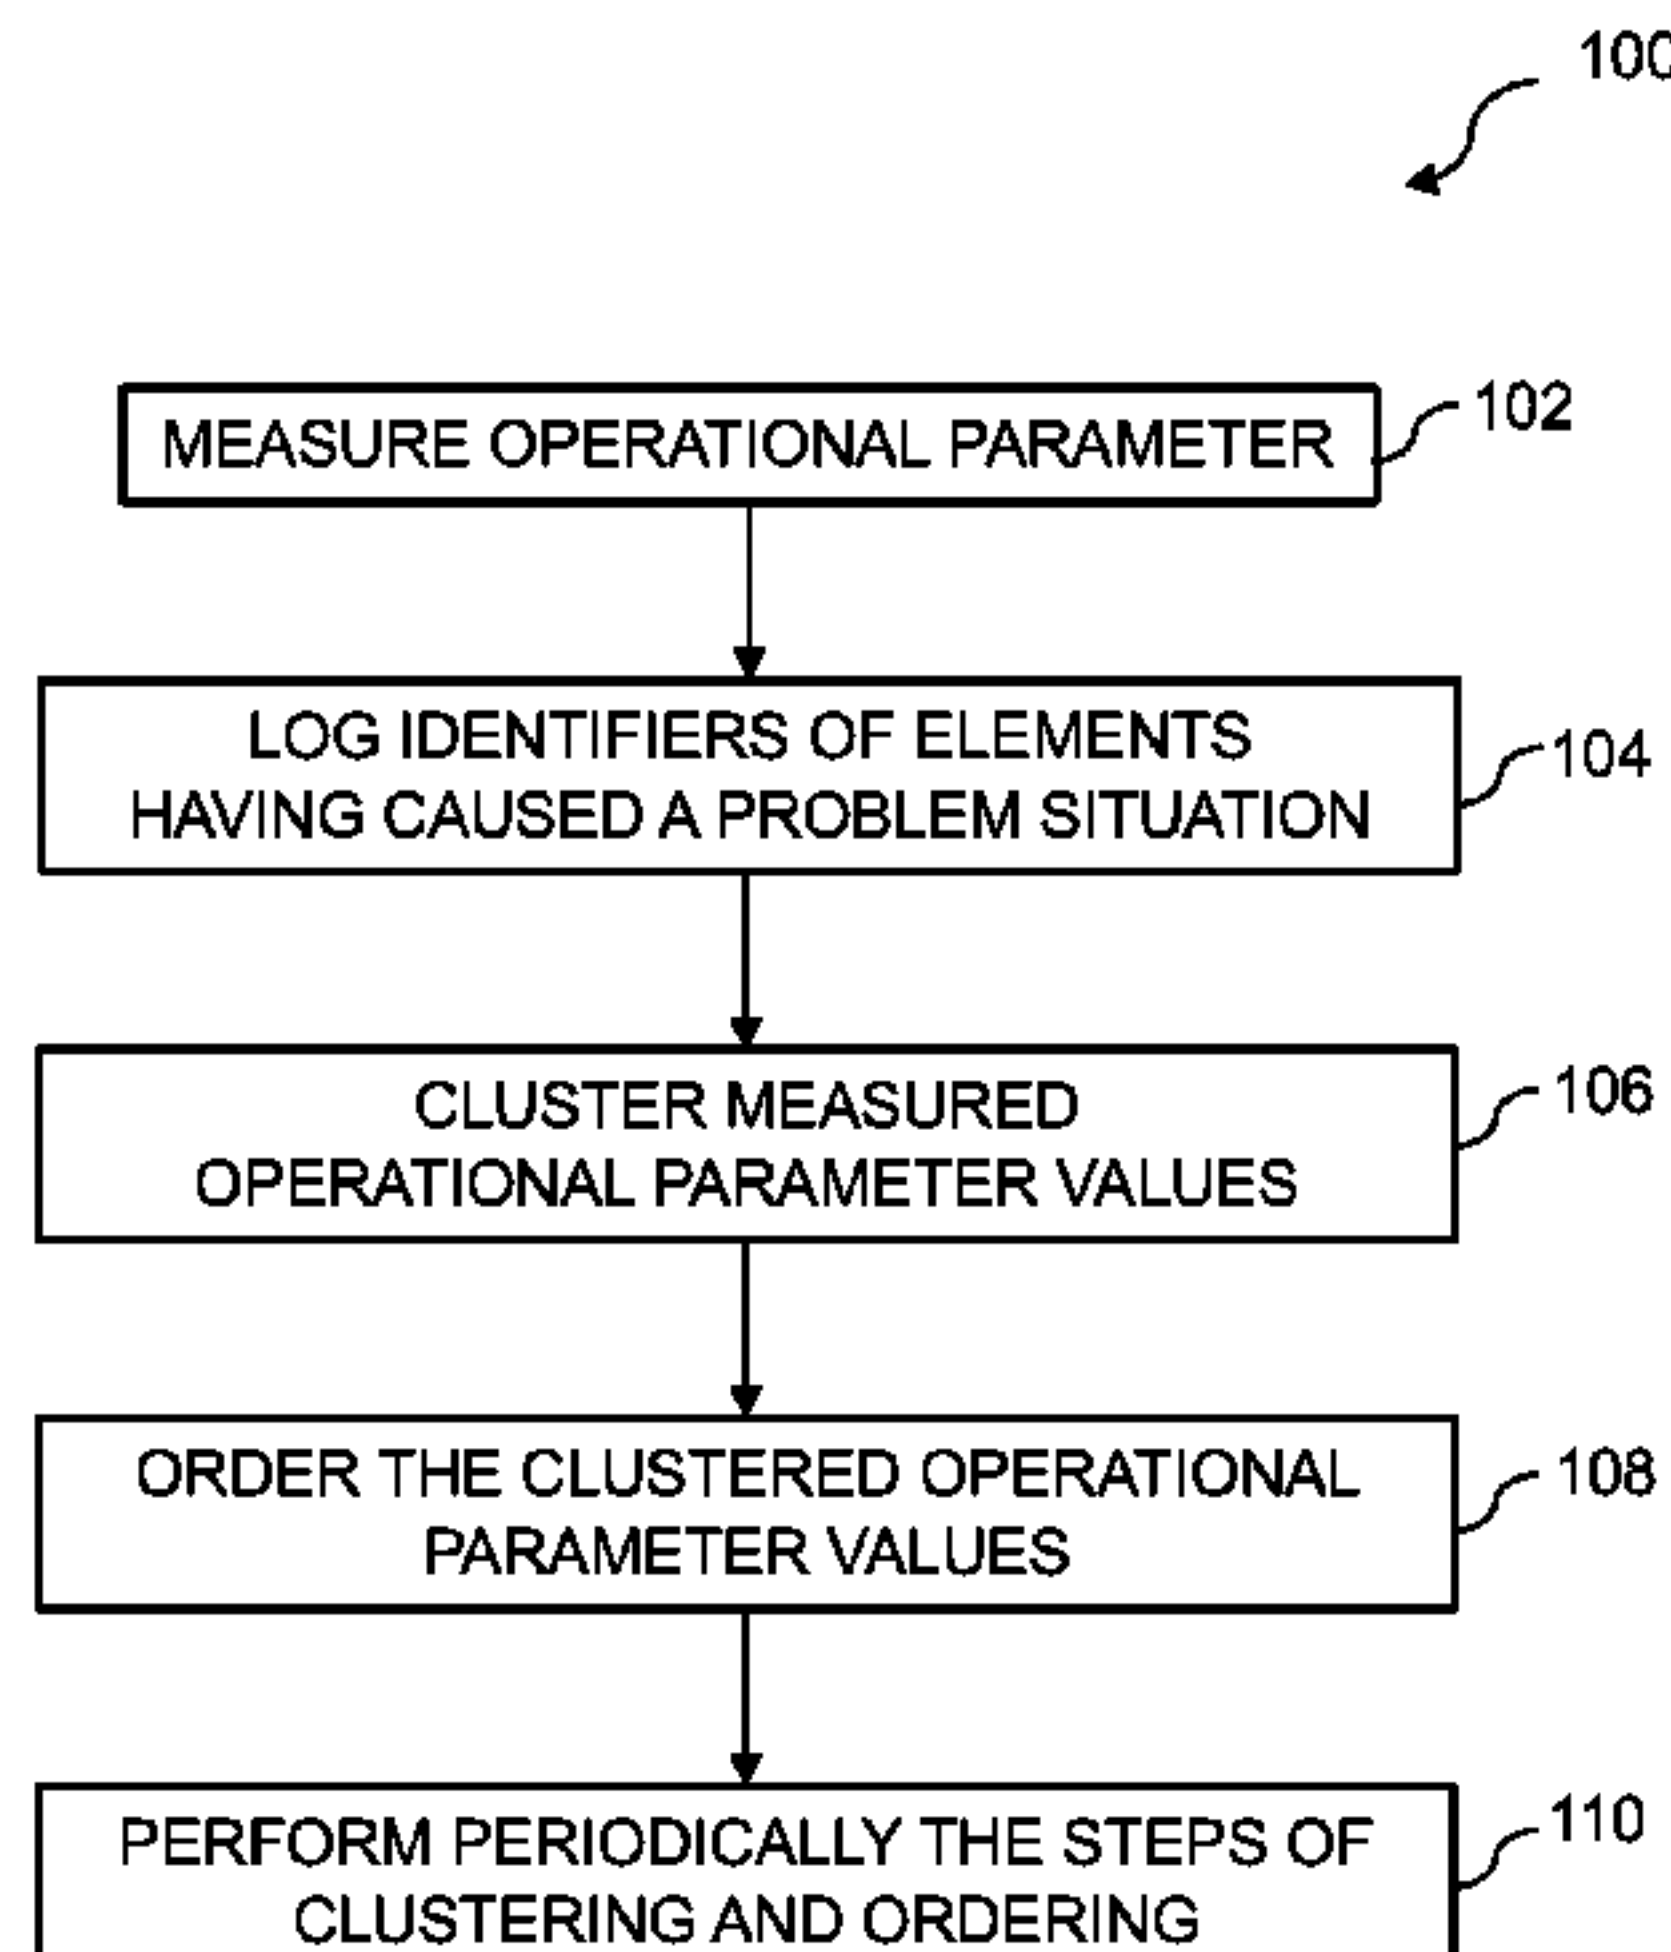 100
MEASURE OPERATIONAL PARAMETER
102
LOG IDENTIFIERS OF ELEMENTS
HAVING CAUSED A PROBLEM SITUATION
104
CLUSTER MEASURED
OPERATIONAL PARAMETER VALUES
106
ORDER THE CLUSTERED OPERATIONAL
PARAMETER VALUES
108
PERFORM PERIODICALLY THE STEPS OF
CLUSTERING AND ORDERING
110